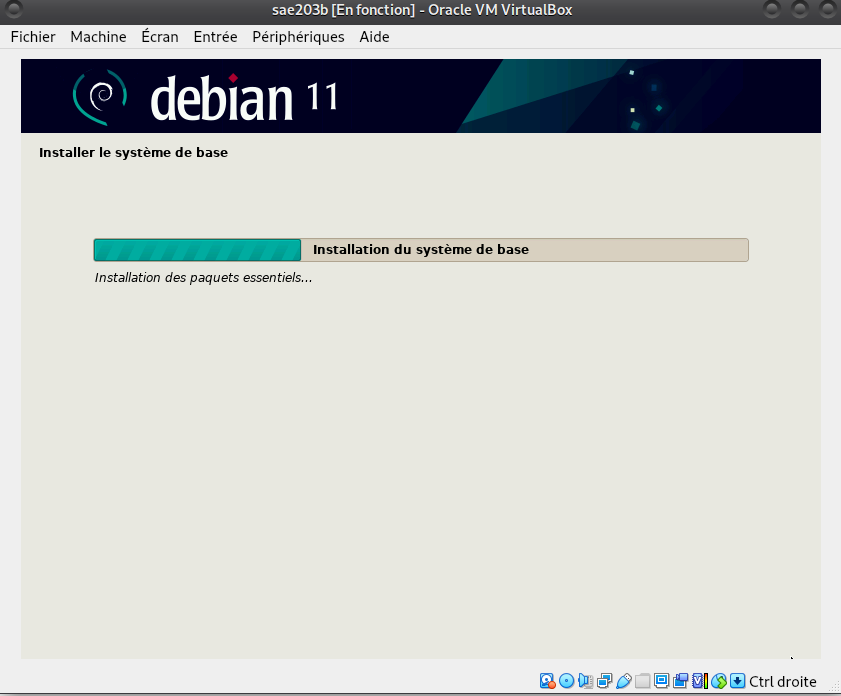 sae203b [En fonction] - Oracle VM VirtualBox
Fichier Machine Écran Entrée Périphériques Aide
debian 11
Installer le système de base
Installation du système de base
Installation des paquets essentiels...
Ctrl droite